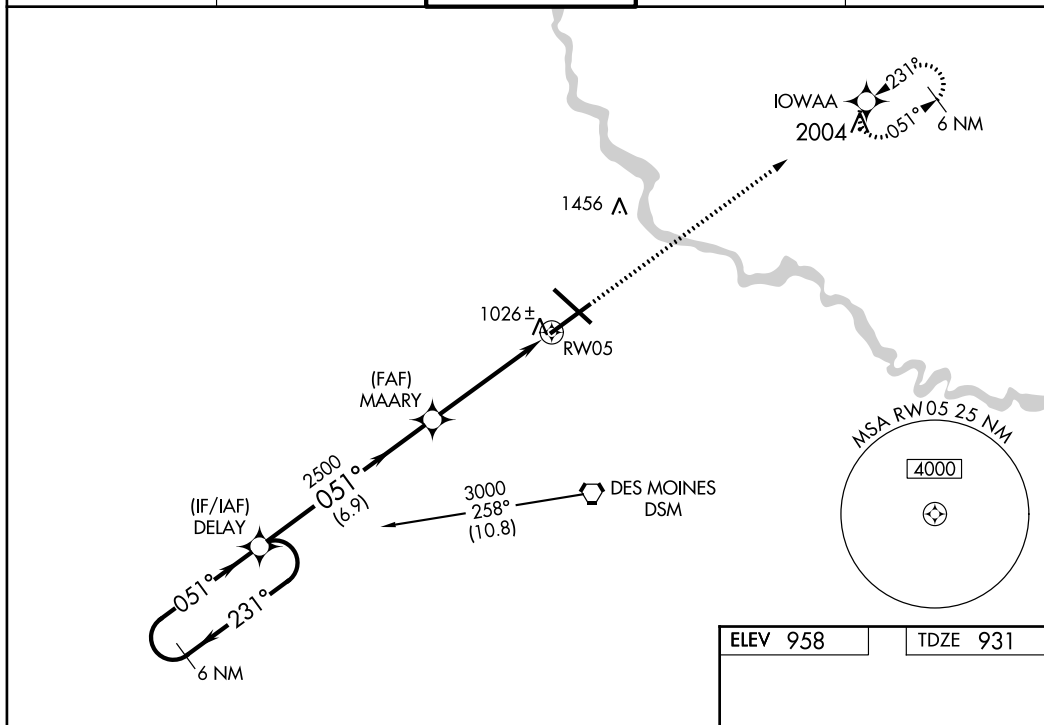 IOWAA
231°
2004
051°
6 NM
1456
1026 ±
RW05
(FAF)
MAARY
2500
051°
(6.9)
(IF/IAF)
DELAY
3000
258°
(10.8)
DES MOINES
DSM
051°
231°
6 NM
MSA RW05 25 NM
4000
ELEV 958
TDZE 931